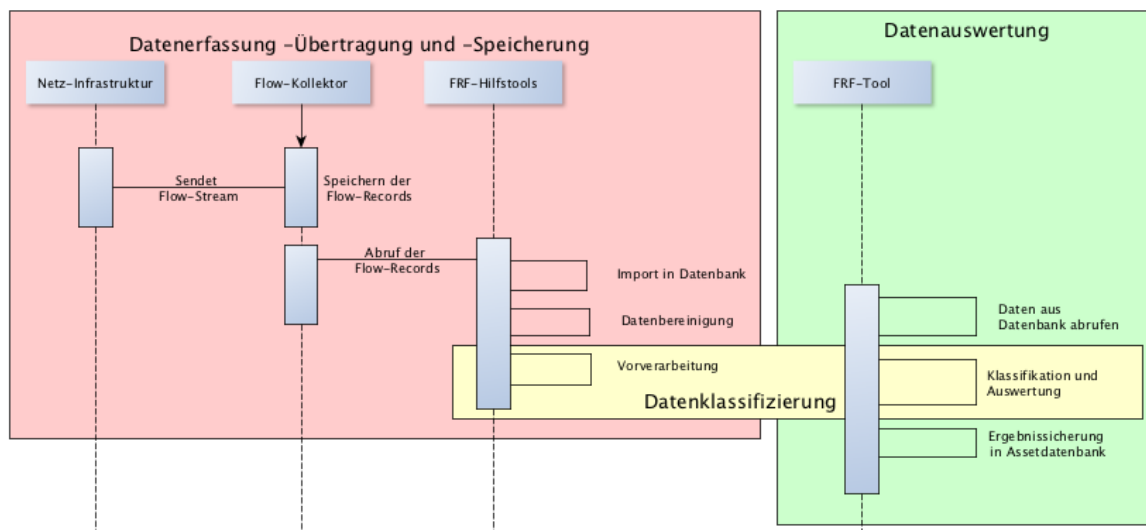 Datenerfassung -Übertragung und -Speicherung
Datenauswertung
Netz-Infrastruktur
Flow-Kollektor
FRF-Hilfstools
FRF-Tool
Sendet
Flow-Stream
Speichern der
Flow-Records
Abruf der
Flow-Records
Import in Datenbank
Datenbereinigung
Vorverarbeitung
Datenklassifizierung
Daten aus
Datenbank abrufen
Klassifikation und
Auswertung
Ergebnissicherung
in Assetdatenbank